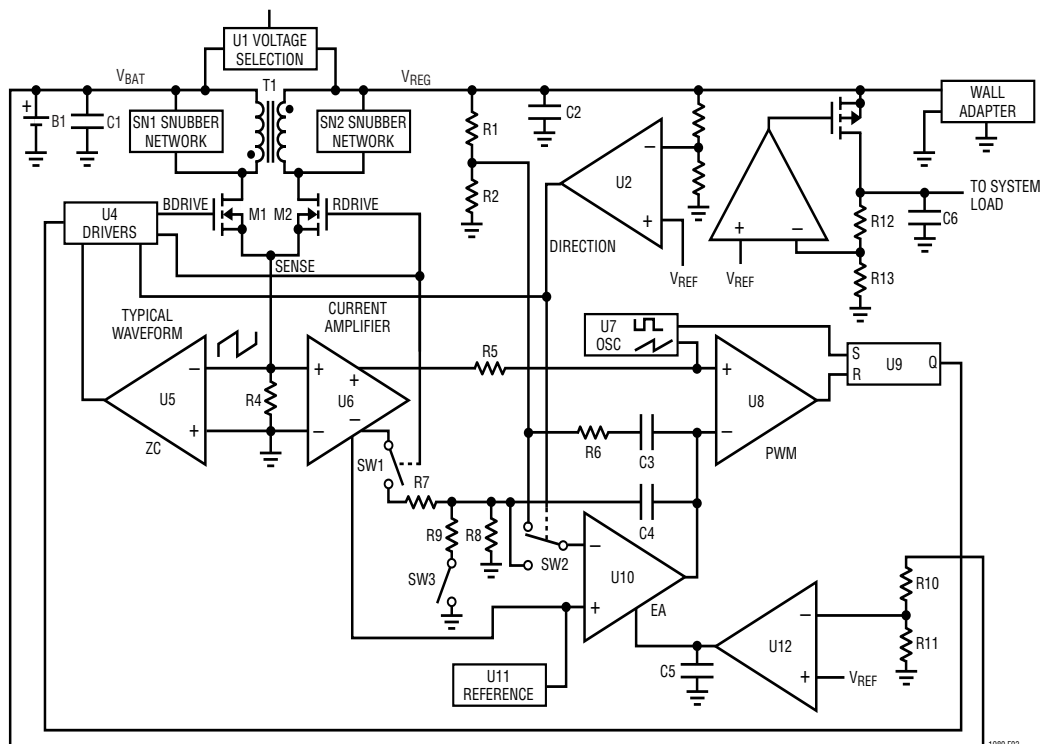 U1 VOLTAGE
SELECTION
VBAT
T1
VREG
+
B1
C1
SN1 SNUBBER
NETWORK
SN2 SNUBBER
NETWORK
R1
C2
WALL
ADAPTER
R2
U2
−
+
DIRECTION
VREF
+
−
VREF
TO SYSTEM
LOAD
R12
C6
R13
U4
DRIVERS
BDRIVE
M1
M2
RDRIVE
SENSE
TYPICAL
WAVEFORM
CURRENT
AMPLIFIER
U7
OSC
−
U5
+
ZC
R4
+
+
U6
−
−
R5
+
U8
−
PWM
S
R
U9
Q
SW1
R6
C3
R7
R9
R8
C4
SW3
SW2
−
U10
+
EA
U11
REFERENCE
C5
−
U12
+
VREF
R10
R11